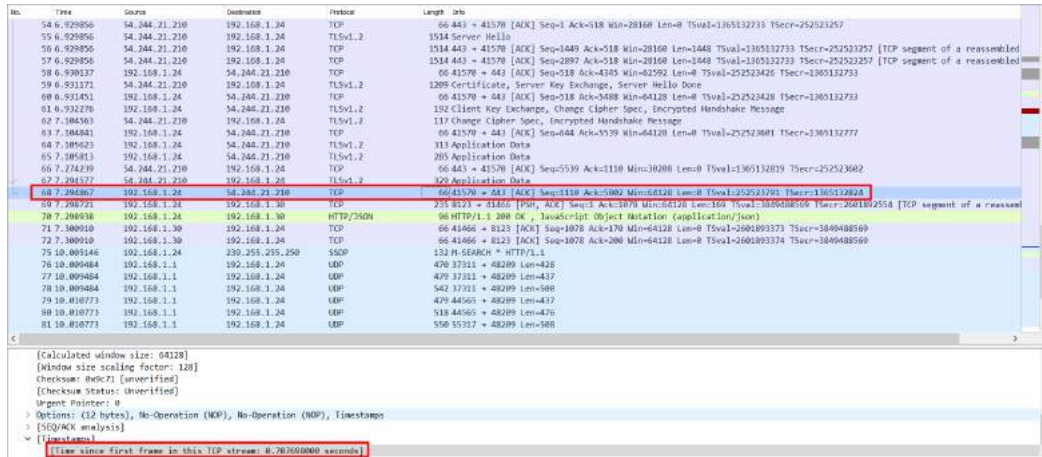 No. Time Source Destination Protocol Length Info
54 6.929856 54.244.21.210 192.168.1.24 TCP 66 443 → 41570 [ACK] Seq=1 Ack=518 Win=28160 Len=0 TSval=1365132733 TSecr=252523257
55 6.929856 54.244.21.210 192.168.1.24 TLSv1.2 1514 Server Hello
56 6.929856 54.244.21.210 192.168.1.24 TCP 1514 443 → 41570 [ACK] Seq=1449 Ack=518 Win=28160 Len=1448 TSval=1365132733 TSecr=252523257 [TCP segment of a reassembled
57 6.929856 54.244.21.210 192.168.1.24 TCP 1514 443 → 41570 [ACK] Seq=2897 Ack=518 Win=28160 Len=1448 TSval=1365132733 TSecr=252523257 [TCP segment of a reassembled
58 6.930137 192.168.1.24 54.244.21.210 TCP 66 41570 → 443 [ACK] Seq=518 Ack=4345 Win=62592 Len=0 TSval=252523426 TSecr=1365132733
59 6.931171 54.244.21.210 192.168.1.24 TLSv1.2 1209 Certificate, Server Key Exchange, Server Hello Done
60 6.931451 192.168.1.24 54.244.21.210 TCP 66 41570 → 443 [ACK] Seq=518 Ack=5488 Win=64128 Len=0 TSval=252523428 TSecr=1365132733
61 6.932276 192.168.1.24 54.244.21.210 TLSv1.2 192 Client Key Exchange, Change Cipher Spec, Encrypted Handshake Message
62 7.104563 54.244.21.210 192.168.1.24 TLSv1.2 117 Change Cipher Spec, Encrypted Handshake Message
63 7.104841 192.168.1.24 54.244.21.210 TCP 66 41570 → 443 [ACK] Seq=644 Ack=5539 Win=64128 Len=0 TSval=252523601 TSecr=1365132777
64 7.105623 192.168.1.24 54.244.21.210 TLSv1.2 313 Application Data
65 7.105813 192.168.1.24 54.244.21.210 TLSv1.2 285 Application Data
66 7.274239 54.244.21.210 192.168.1.24 TCP 66 443 → 41570 [ACK] Seq=5539 Ack=1110 Win=30208 Len=0 TSval=1365132819 TSecr=252523602
67 7.294577 54.244.21.210 192.168.1.24 TLSv1.2 329 Application Data
68 7.294867 192.168.1.24 54.244.21.210 TCP 66 41570 → 443 [ACK] Seq=1110 Ack=5802 Win=64128 Len=0 TSval=252523791 TSecr=1365132824
69 7.298721 192.168.1.24 192.168.1.30 TCP 235 8123 → 41466 [PSH, ACK] Seq=1 Ack=1078 Win=64128 Len=169 TSval=3849488569 TSecr=2601892554 [TCP segment of a reassem
70 7.298938 192.168.1.24 192.168.1.30 HTTP/JSON 96 HTTP/1.1 200 OK , JavaScript Object Notation (application/json)
71 7.300910 192.168.1.30 192.168.1.24 TCP 66 41466 → 8123 [ACK] Seq=1078 Ack=170 Win=64128 Len=0 TSval=2601893373 TSecr=3849488569
72 7.300910 192.168.1.30 192.168.1.24 TCP 66 41466 → 8123 [ACK] Seq=1078 Ack=200 Win=64128 Len=0 TSval=2601893374 TSecr=3849488569
75 10.005146 192.168.1.24 239.255.255.250 SSDP 132 M-SEARCH * HTTP/1.1
76 10.009484 192.168.1.1 192.168.1.24 UDP 470 37311 → 48209 Len=428
77 10.009484 192.168.1.1 192.168.1.24 UDP 479 37311 → 48209 Len=437
78 10.009484 192.168.1.1 192.168.1.24 UDP 542 37311 → 48209 Len=500
79 10.010773 192.168.1.1 192.168.1.24 UDP 479 44565 → 48209 Len=437
80 10.010773 192.168.1.1 192.168.1.24 UDP 518 44565 → 48209 Len=476
81 10.010773 192.168.1.1 192.168.1.24 UDP 550 55317 → 48209 Len=508
[Calculated window size: 64128]
[Window size scaling factor: 128]
Checksum: 0x9c71 [unverified]
[Checksum Status: Unverified]
Urgent Pointer: 0
Options: (12 bytes), No-Operation (NOP), No-Operation (NOP), Timestamps
[SEQ/ACK analysis]
[Timestamps]
[Time since first frame in this TCP stream: 0.707690000 seconds]